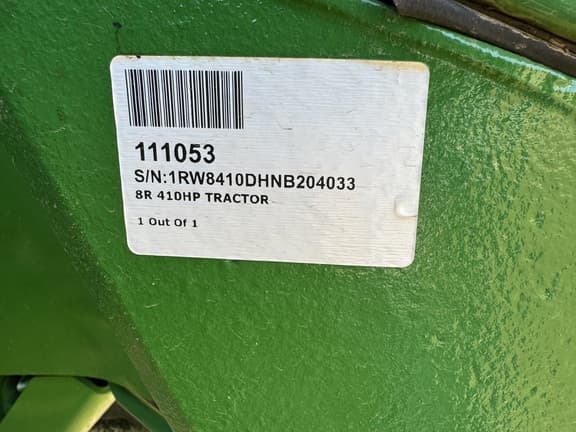 111053
S/N:1RW8410DHNB204033
8R 410HP TRACTOR
1 Out Of 1